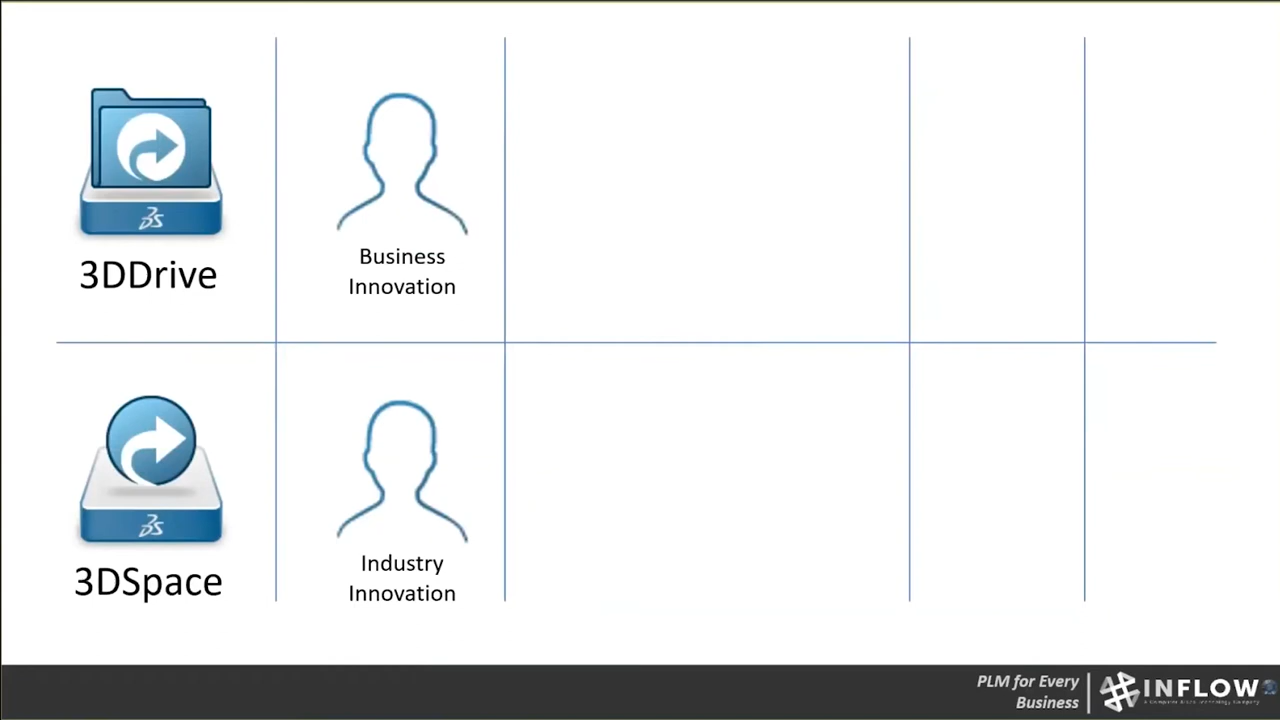 3DDrive
Business
Innovation
3DSpace
Industry
Innovation
PLM for Every
Business
INFLOW